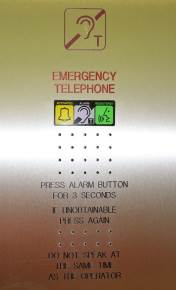 T
EMERGENCY
TELEPHONE
ALARM
PRESS ALARM BUTTON
FOR 3 SECONDS
IF UNOBTAINABLE
PRESS AGAIN
DO NOT SPEAK AT
THE SAME TIME
AS THE OPERATOR